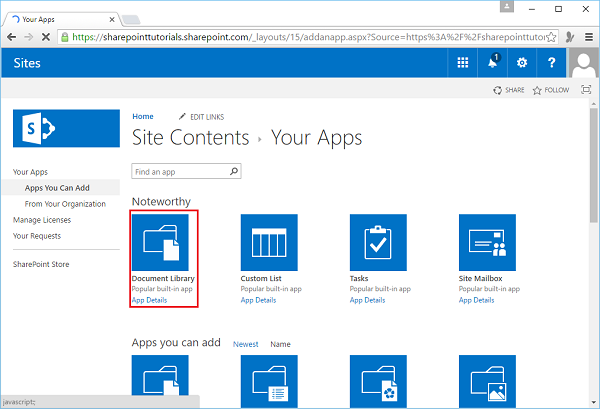 Your Apps
https://sharepointtutorials.sharepoint.com/_layouts/15/addanapp.aspx?Source=https%3A%2F%2Fsharepointtutor
Sites
1
?
SHARE
FOLLOW
S
Home
EDIT LINKS
Site Contents › Your Apps
Find an app
Your Apps
Apps You Can Add
From Your Organization
Manage Licenses
Your Requests
SharePoint Store
Noteworthy
Document Library
Popular built-in app
App Details
Custom List
Popular built-in app
App Details
Tasks
Popular built-in app
App Details
Site Mailbox
Popular built-in app
App Details
Apps you can add
Newest
Name
javascript:;